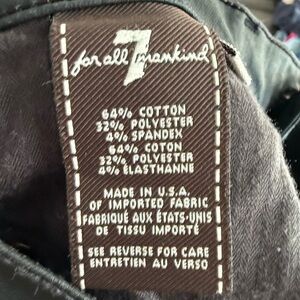 7
for all mankind
64% COTTON
32% POLYESTER
4% SPANDEX
64% COTON
32% POLYESTER
4% ÉLASTHANNE
MADE IN U.S.A.
OF IMPORTED FABRIC
FABRIQUÉ AUX ÉTATS-UNIS
DE TISSU IMPORTÉ
SEE REVERSE FOR CARE
ENTRETIEN AU VERSO